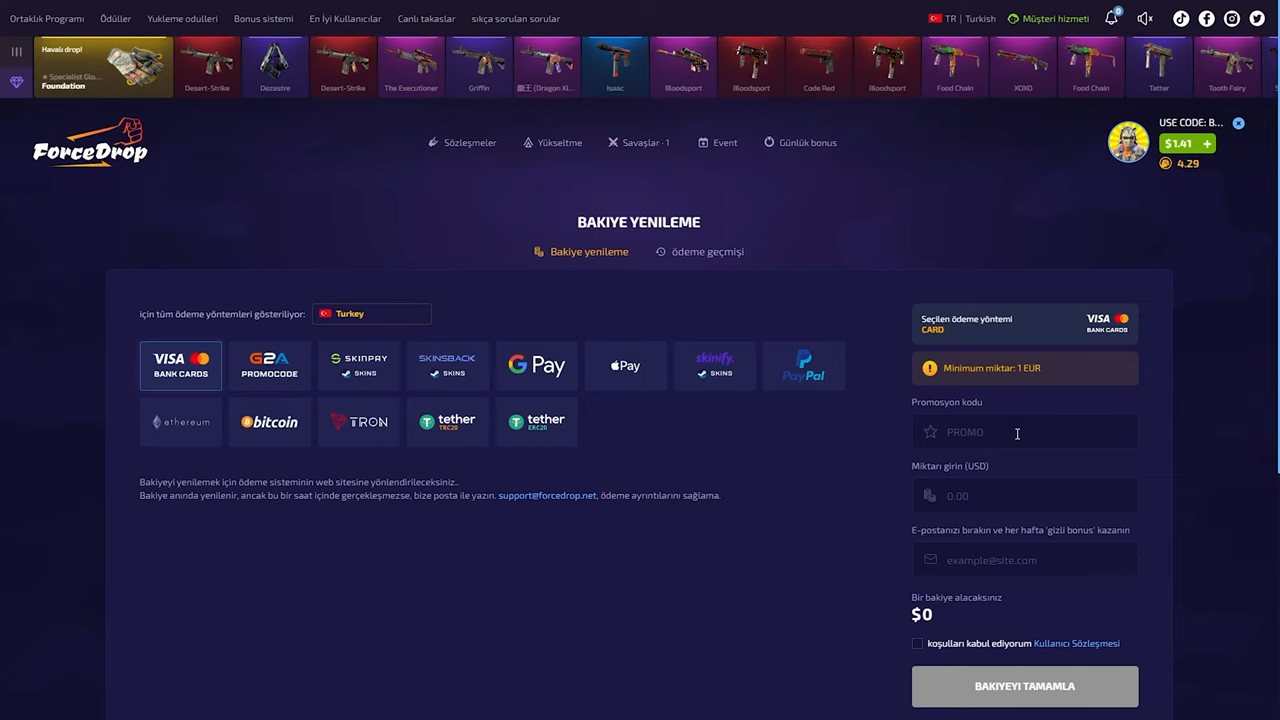 Ortaklık Programı Ödüller Yukleme odulleri Bonus sistemi En İyi Kullanıcılar Canlı takaslar sıkça sorulan sorular TR | Turkish Müşteri hizmeti 0
Havalı drop!
★ Specialist Glo...
Foundation
Desert-Strike Dezastre Desert-Strike The Executioner Griffin (Dragon Ki... Isaac Bloodsport Bloodsport Code Red Bloodsport Food Chain XOXO Food Chain Tatter Tooth Fairy
ForceDrop
Sözleşmeler Yükseltme Savaşlar · 1 Event Günlük bonus
USE CODE: B...
$1.41 +
4.29
BAKIYE YENILEME
Bakiye yenileme ödeme geçmişi
için tüm ödeme yöntemleri gösteriliyor: Turkey
VISA BANK CARDS
G2A PROMOCODE
SKINPRY SKINS
SKINSBACK SKINS
G Pay
Pay
skinify. SKINS
PayPal
ethereum
bitcoin
TRON
tether TRC20
tether ERC20
Bakiyeyi yenilemek için ödeme sisteminin web sitesine yönlendirileceksiniz..
Bakiye anında yenilenir, ancak bu bir saat içinde gerçekleşmezse, bize posta ile yazın. support@forcedrop.net, ödeme ayrıntılarını sağlama.
Seçilen ödeme yöntemi
CARD
VISA
BANK CARDS
Minimum miktar: 1 EUR
Promosyon kodu
PROMO
Miktarı girin (USD)
0.00
E-postanızı bırakın ve her hafta 'gizli bonus' kazanın
example@site.com
Bir bakiye alacaksınız
$0
koşulları kabul ediyorum Kullanıcı Sözleşmesi
BAKIYEYI TAMAMLA